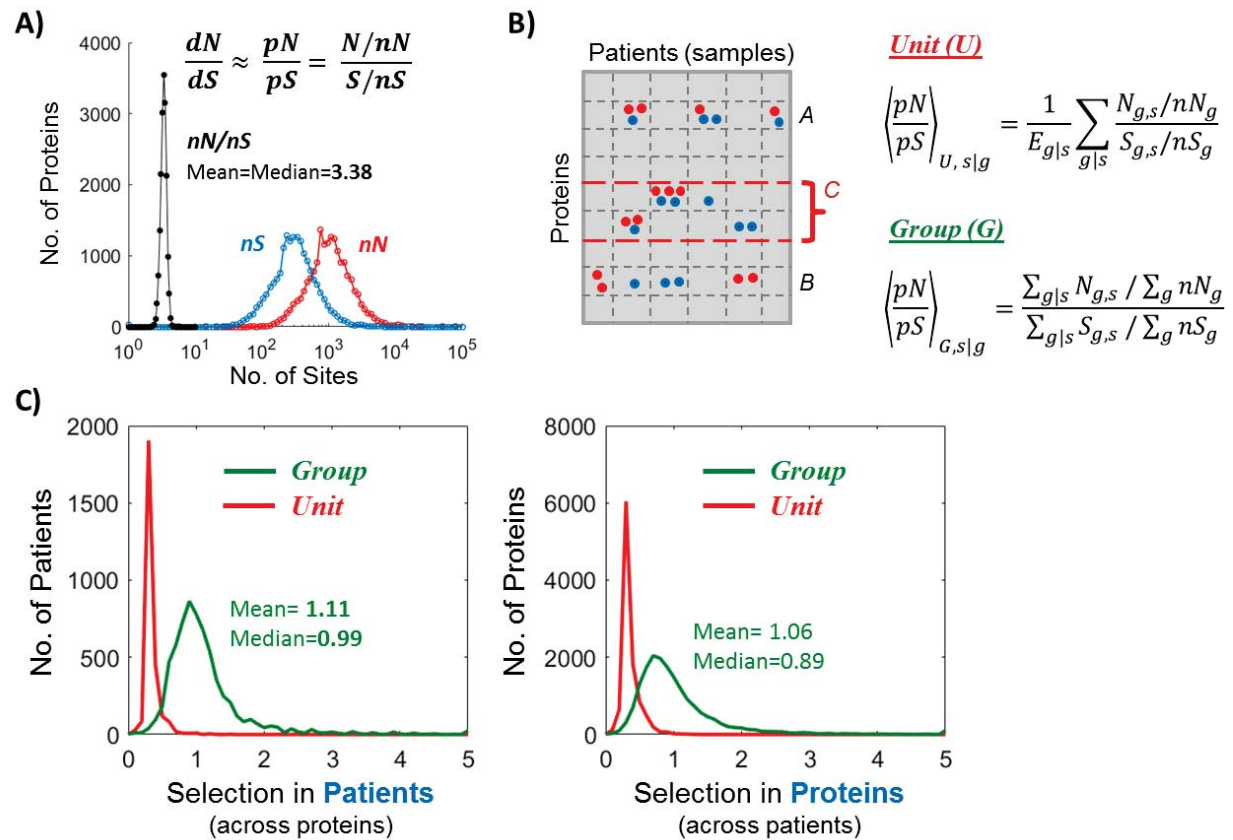 A)
4000
3000
2000
1000
0
No. of Proteins
dN/dS ≈ pN/pS = N/nN / S/nS
nN/nS
Mean=Median=3.38
nS
nN
10^0 10^1 10^2 10^3 10^4 10^5
No. of Sites
B)
Patients (samples)
Proteins
A
C
B
Unit (U)
⟨pN/pS⟩_{U, s|g} = 1/E_{g|s} ∑_{g|s} N_{g,s}/nN_g / S_{g,s}/nS_g
Group (G)
⟨pN/pS⟩_{G,s|g} = ∑_{g|s} N_{g,s} / ∑_g nN_g / ∑_{g|s} S_{g,s} / ∑_g nS_g
C)
2000
1500
1000
500
0
No. of Patients
Group
Unit
Mean= 1.11
Median=0.99
0 1 2 3 4 5
Selection in Patients
(across proteins)
8000
6000
4000
2000
0
No. of Proteins
Group
Unit
Mean= 1.06
Median=0.89
0 1 2 3 4 5
Selection in Proteins
(across patients)